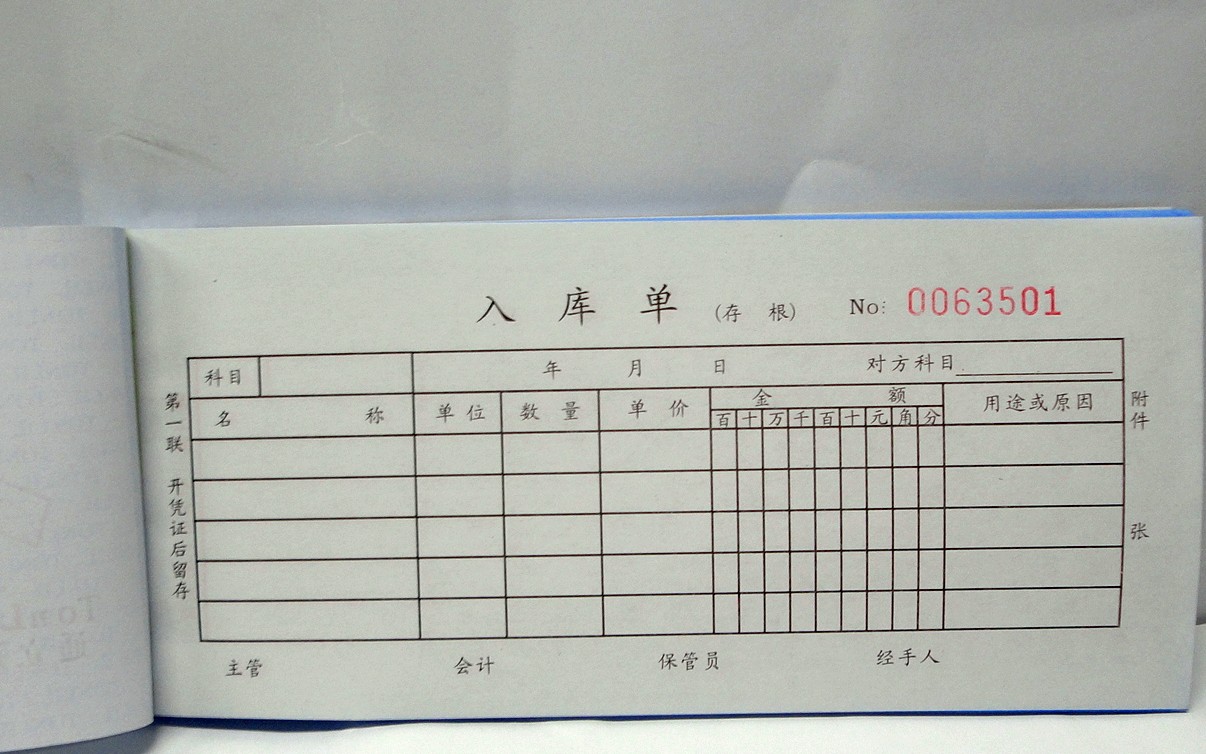 入库单(存根) No: 0063501
科目 年 月 日 对方科目
名称 单位 数量 单价 金额 用途或原因
百 十 万 千 百 十 元 角 分
第一联 开凭证后留存
附件 张
主管 会计 保管员 经手人